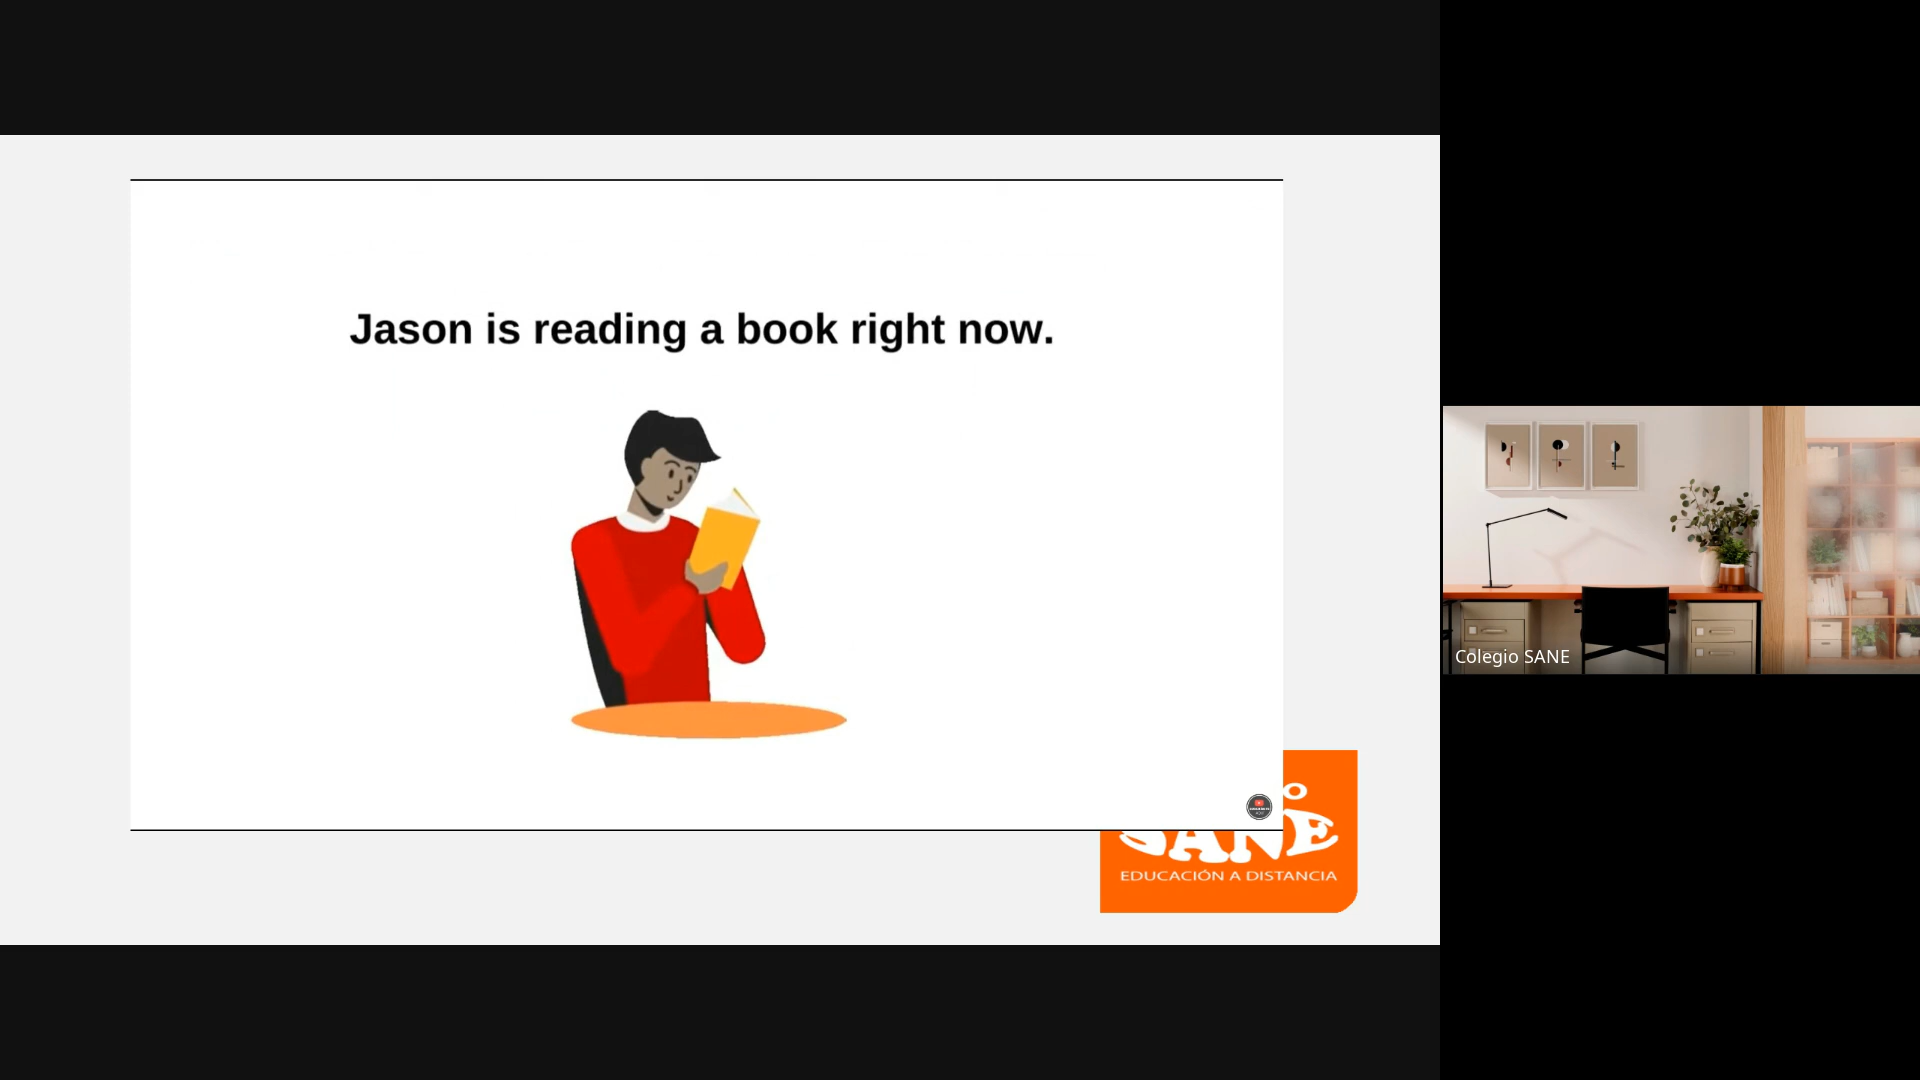 Jason is reading a book right now.
Colegio SANE
SANE
EDUCACIÓN A DISTANCIA